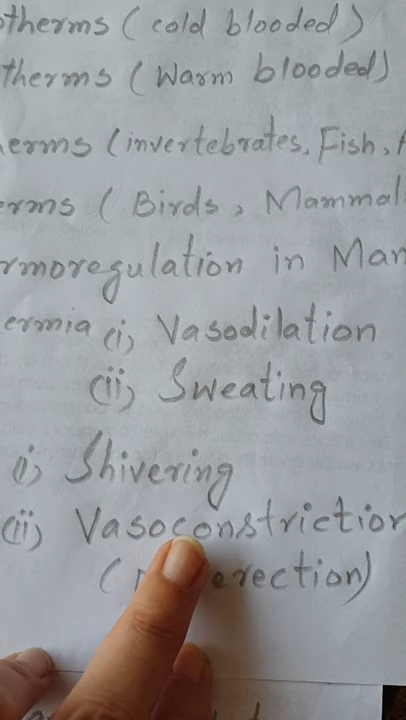 otherms (cold blooded)
therms (Warm blooded)
erms (invertebrates, Fish, A
erms ( Birds, Mammal
rmoregulation in Man
ermia (i) Vasodilation
(ii) Sweating
i) Shivering
(ii) Vasoconstriction
( erection)